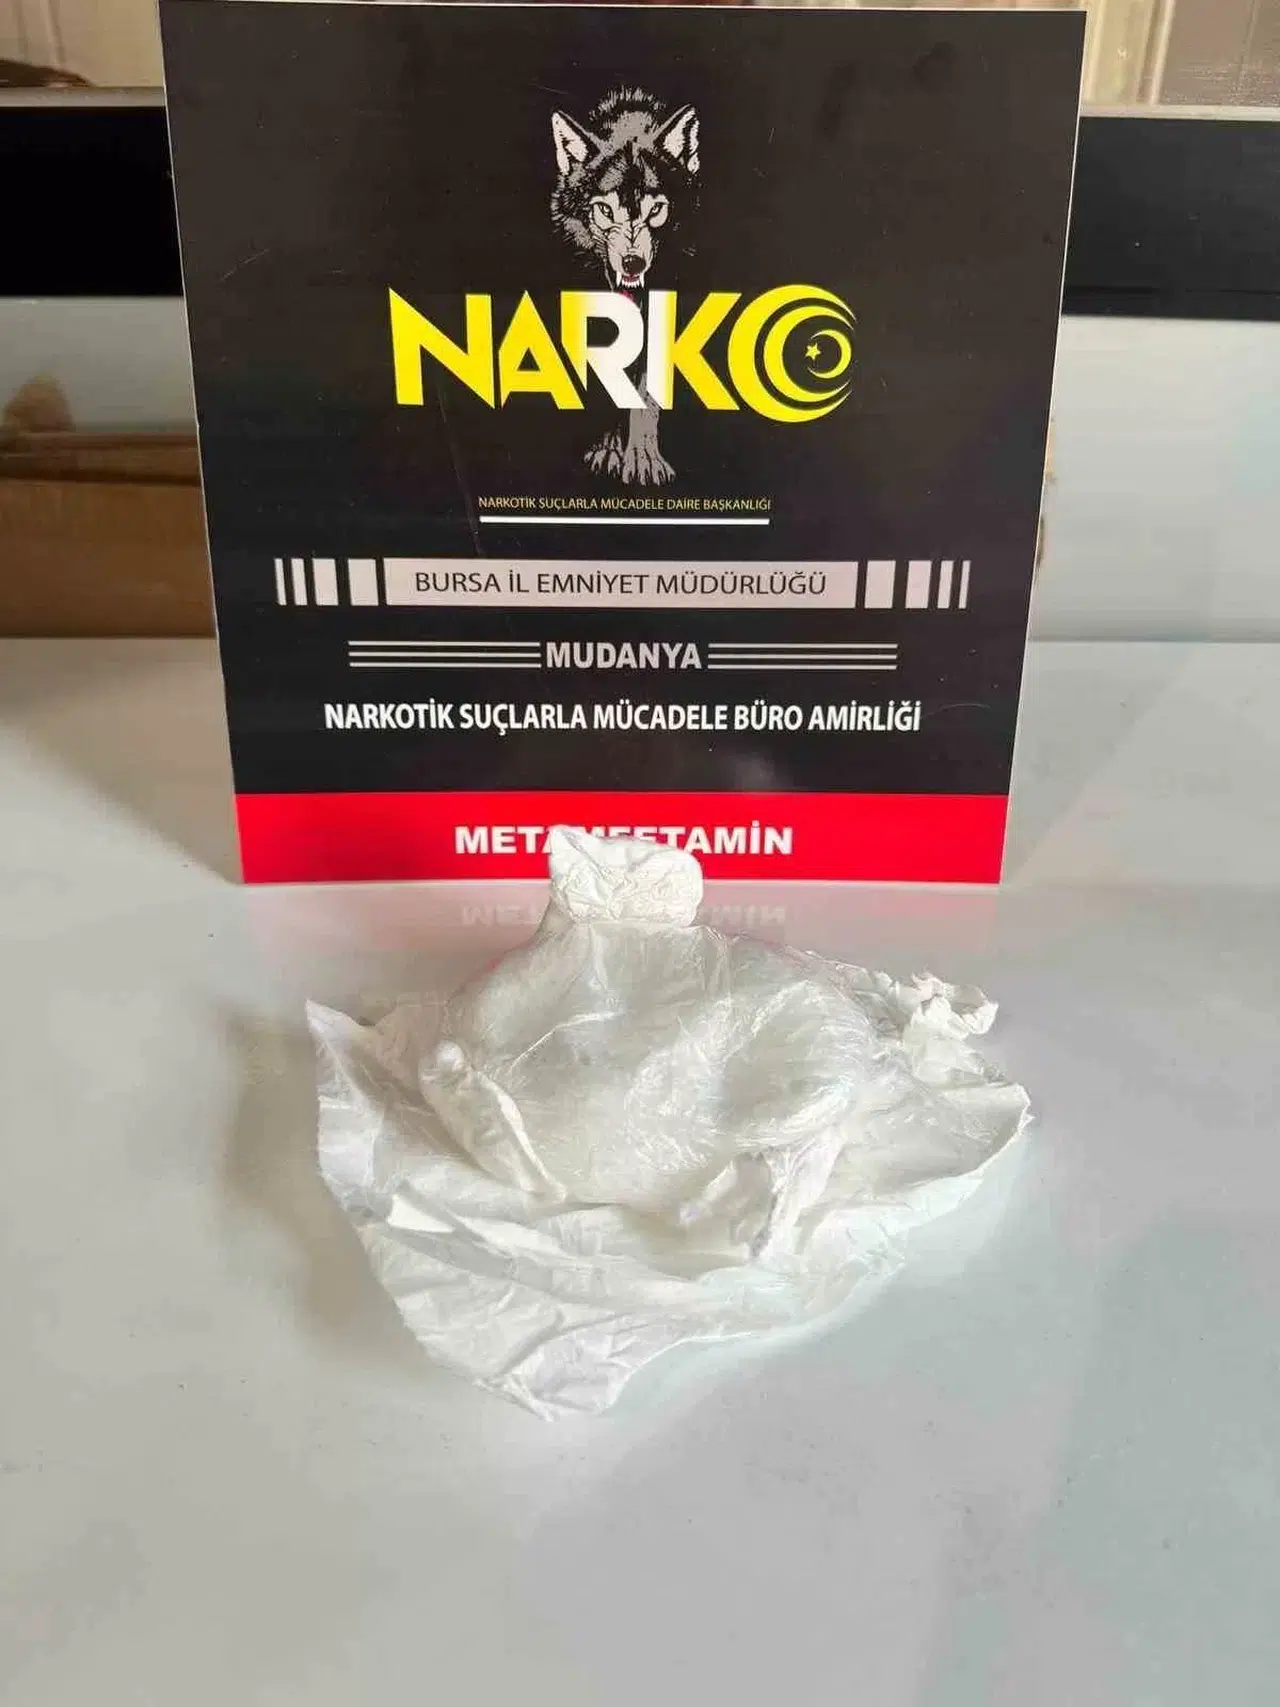 NARKO
NARKOTİK SUÇLARLA MÜCADELE DAİRE BAŞKANLIĞI
BURSA İL EMNİYET MÜDÜRLÜĞÜ
MUDANYA
NARKOTİK SUÇLARLA MÜCADELE BÜRO AMİRLİĞİ
METAMFETAMİN